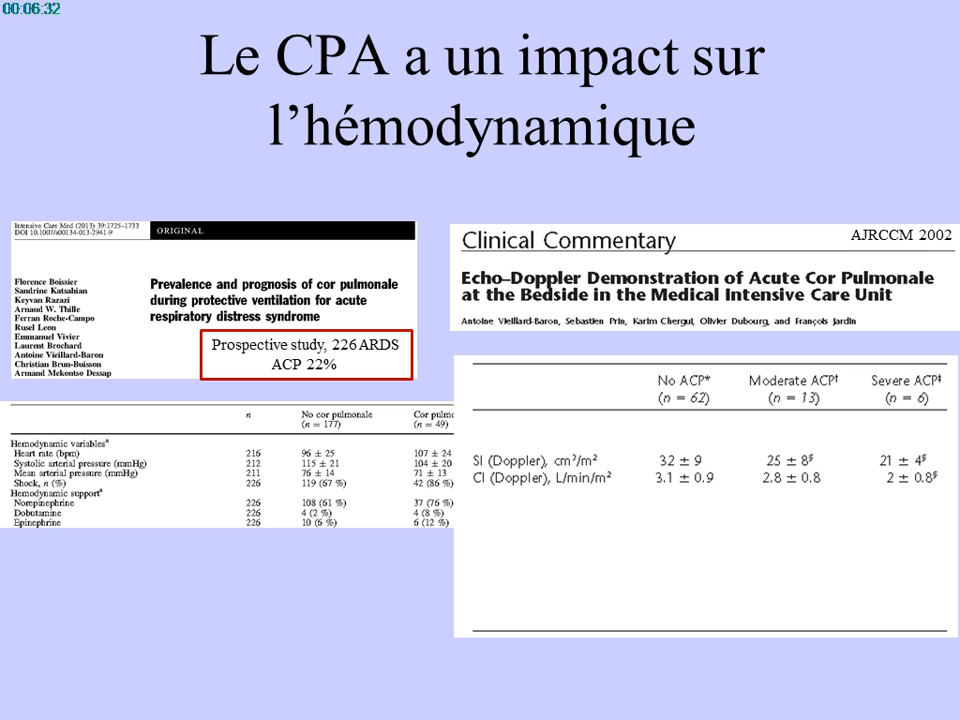 00:06:32
Le CPA a un impact sur
l’hémodynamique
Intensive Care Med (2013) 39:1725–1733
DOI 10.1007/s00134-013-2941-9
ORIGINAL
Florence Boissier
Sandrine Katsahian
Keyvan Razazi
Arnaud W. Thille
Ferran Roche-Campo
Rusel Leon
Emmanuel Vivier
Laurent Brochard
Antoine Vieillard-Baron
Christian Brun-Buisson
Armand Mekontso Dessap
Prevalence and prognosis of cor pulmonale
during protective ventilation for acute
respiratory distress syndrome
Prospective study, 226 ARDS
ACP 22%
n No cor pulmonale Cor pulm
(n = 177) (n = 49)
Hemodynamic variablesᵃ
Heart rate (bpm) 216 96 ± 25 107 ± 24
Systolic arterial pressure (mmHg) 212 115 ± 21 104 ± 20
Mean arterial pressure (mmHg) 211 76 ± 14 71 ± 13
Shock, n (%) 226 119 (67 %) 42 (86 %)
Hemodynamic supportᵃ
Norepinephrine 226 108 (61 %) 37 (76 %)
Dobutamine 226 4 (2 %) 4 (8 %)
Epinephrine 226 10 (6 %) 6 (12 %)
Clinical Commentary
AJRCCM 2002
Echo–Doppler Demonstration of Acute Cor Pulmonale
at the Bedside in the Medical Intensive Care Unit
Antoine Vieillard-Baron, Sebastien Prin, Karim Chergui, Olivier Dubourg, and François Jardin
No ACP* Moderate ACP† Severe ACP‡
(n = 62) (n = 13) (n = 6)
SI (Doppler), cm³/m² 32 ± 9 25 ± 8§ 21 ± 4§
CI (Doppler), L/min/m² 3.1 ± 0.9 2.8 ± 0.8 2 ± 0.8§